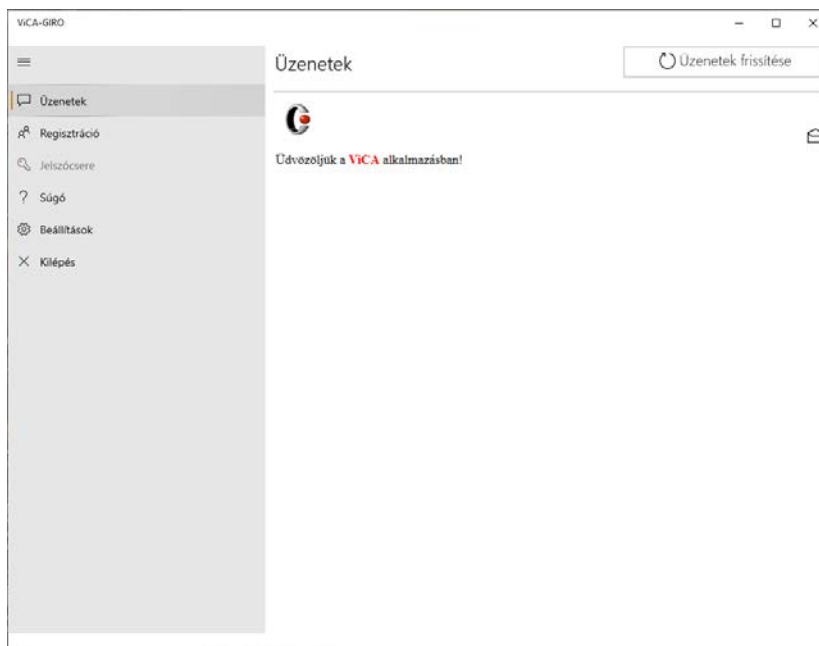 ViCA-GIRO
Üzenetek
Regisztráció
Jelszócsere
Súgó
Beállítások
Kilépés
Üzenetek
Üzenetek frissítése
Üdvözöljük a ViCA alkalmazásban!